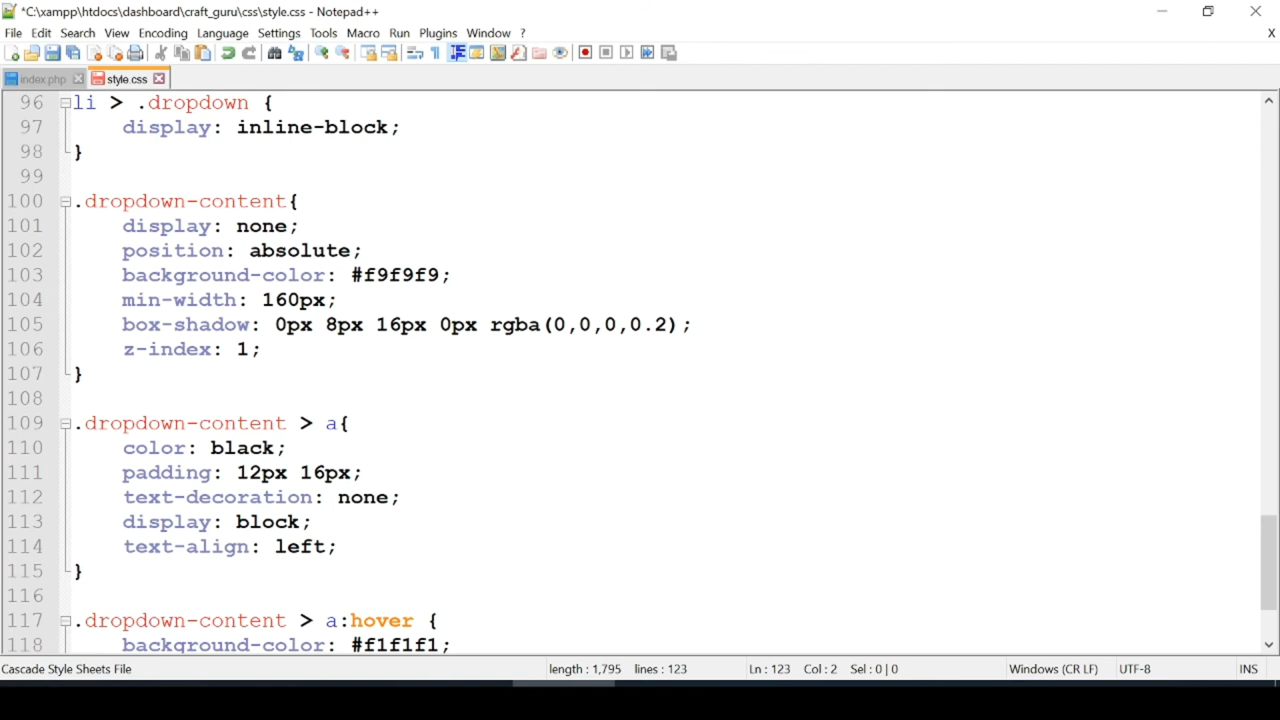 *C:\xampp\htdocs\dashboard\craft_guru\css\style.css - Notepad++
File Edit Search View Encoding Language Settings Tools Macro Run Plugins Window ? X
index.php style.css
96 li > .dropdown {
97 display: inline-block;
98 }
99
100 .dropdown-content{
101 display: none;
102 position: absolute;
103 background-color: #f9f9f9;
104 min-width: 160px;
105 box-shadow: 0px 8px 16px 0px rgba(0,0,0,0.2);
106 z-index: 1;
107 }
108
109 .dropdown-content > a{
110 color: black;
111 padding: 12px 16px;
112 text-decoration: none;
113 display: block;
114 text-align: left;
115 }
116
117 .dropdown-content > a:hover {
118 background-color: #f1f1f1;
Cascade Style Sheets File length : 1,795 lines : 123 Ln : 123 Col : 2 Sel : 0 | 0 Windows (CR LF) UTF-8 INS